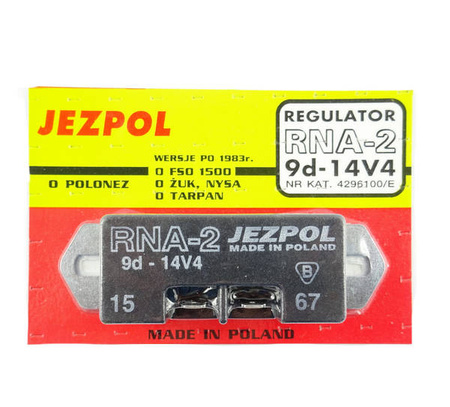 JEZPOL
WERSJE PO 1983r.
O POLONEZ
O FSO 1500
O ŻUK, NYSA
O TARPAN
REGULATOR
RNA-2
9d-14V4
NR KAT. 4296100/E
RNA-2 JEZPOL
MADE IN POLAND
9d - 14V4
B
15 67
MADE IN POLAND